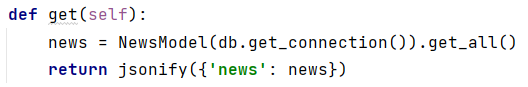 def get(self):
    news = NewsModel(db.get_connection()).get_all()
    return jsonify({'news': news})